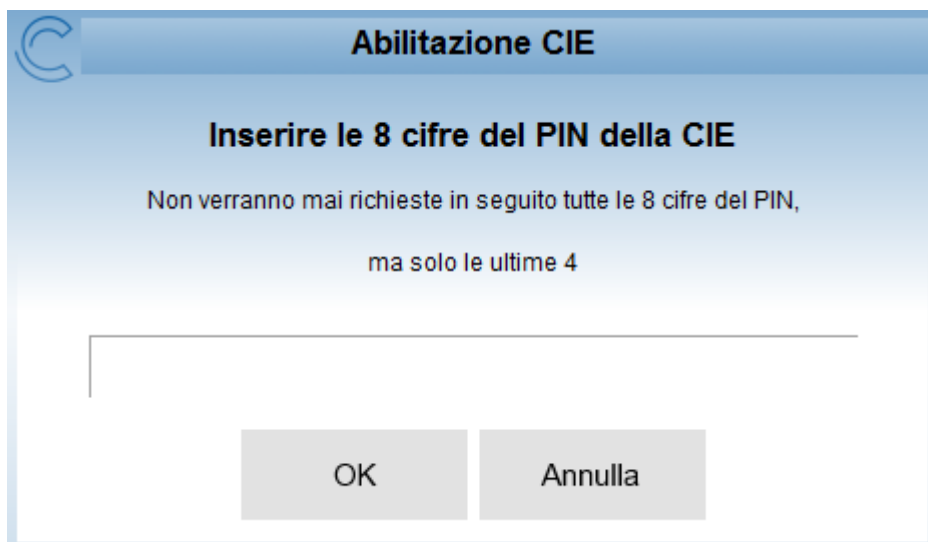 Abilitazione CIE
Inserire le 8 cifre del PIN della CIE
Non verranno mai richieste in seguito tutte le 8 cifre del PIN,
ma solo le ultime 4
OK
Annulla